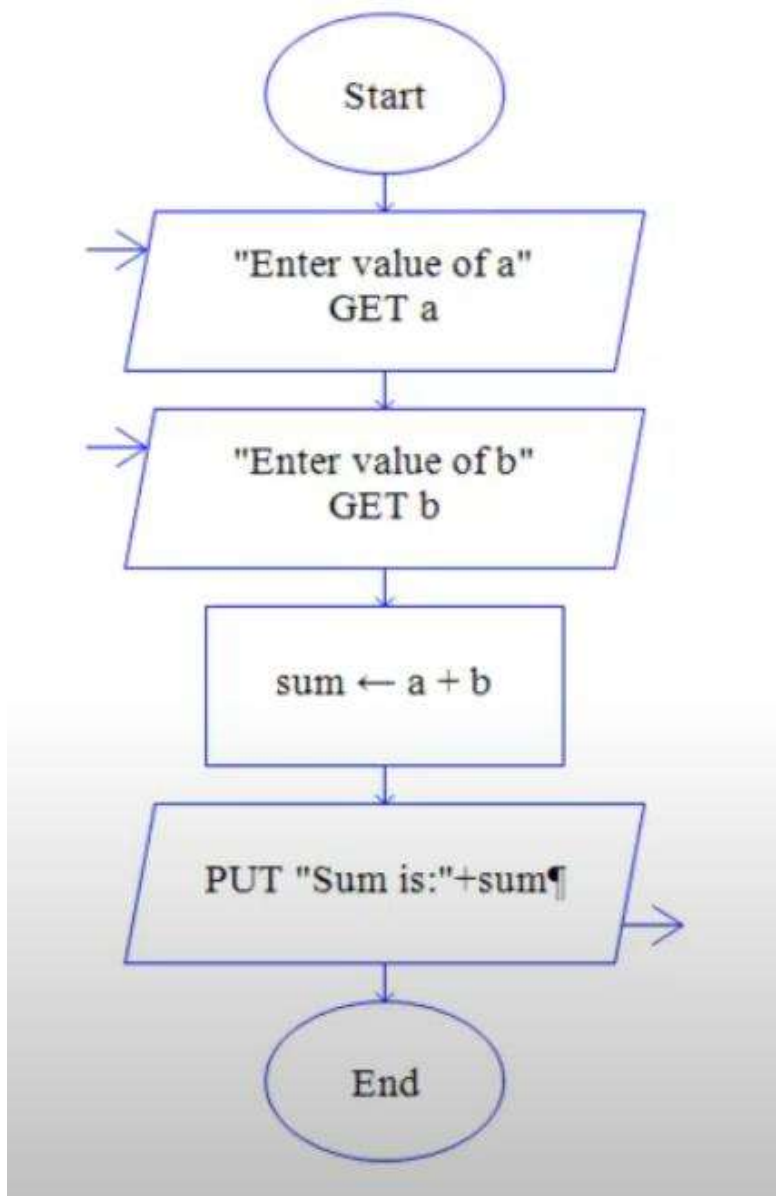 Start
"Enter value of a"
GET a
"Enter value of b"
GET b
sum ← a + b
PUT "Sum is:"+sum¶
End